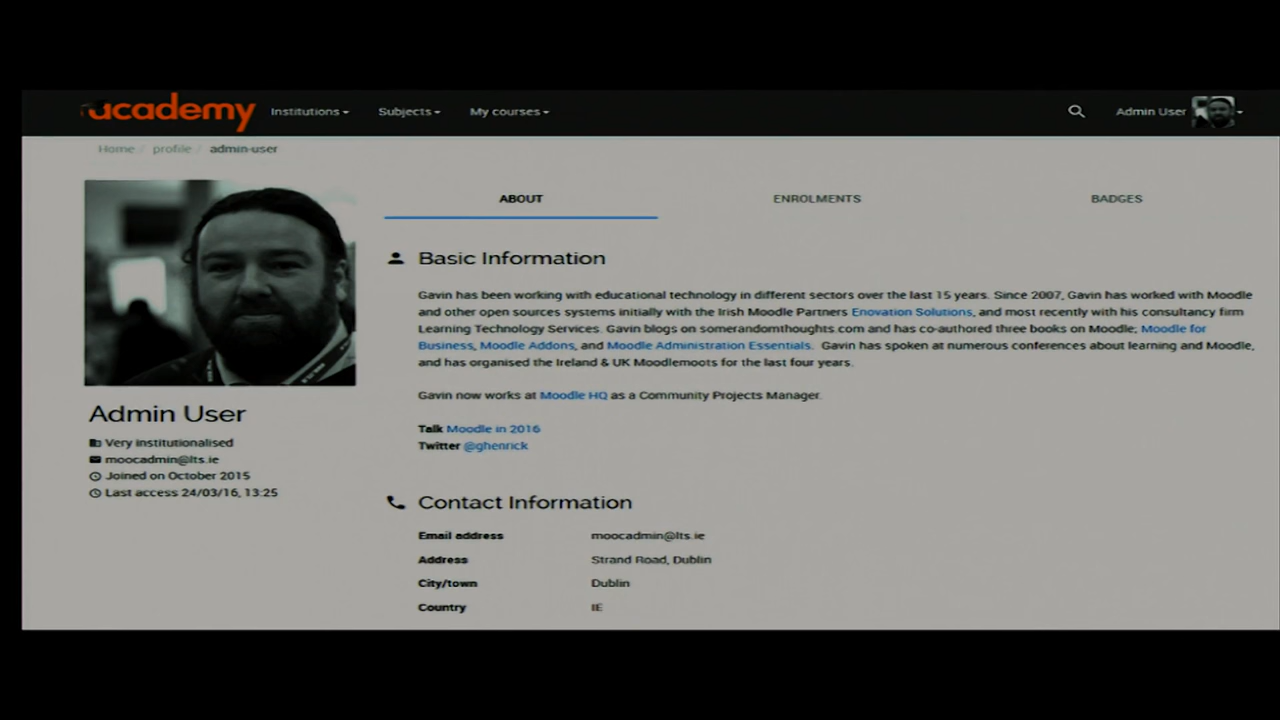 academy Institutions Subjects My courses Admin User
Home / profile / admin-user
ABOUT ENROLMENTS BADGES
Basic Information
Gavin has been working with educational technology in different sectors over the last 15 years. Since 2007, Gavin has worked with Moodle
and other open sources systems initially with the Irish Moodle Partners Enovation Solutions, and most recently with his consultancy firm
Learning Technology Services. Gavin blogs on somerandomthoughts.com and has co-authored three books on Moodle; Moodle for
Business, Moodle Addons, and Moodle Administration Essentials. Gavin has spoken at numerous conferences about learning and Moodle,
and has organised the Ireland & UK Moodlemoots for the last four years.
Gavin now works at Moodle HQ as a Community Projects Manager.
Talk Moodle in 2016
Twitter @ghenrick
Admin User
Very institutionalised
moocadmin@lts.ie
Joined on October 2015
Last access 24/03/16, 13:25
Contact Information
Email address moocadmin@lts.ie
Address Strand Road, Dublin
City/town Dublin
Country IE